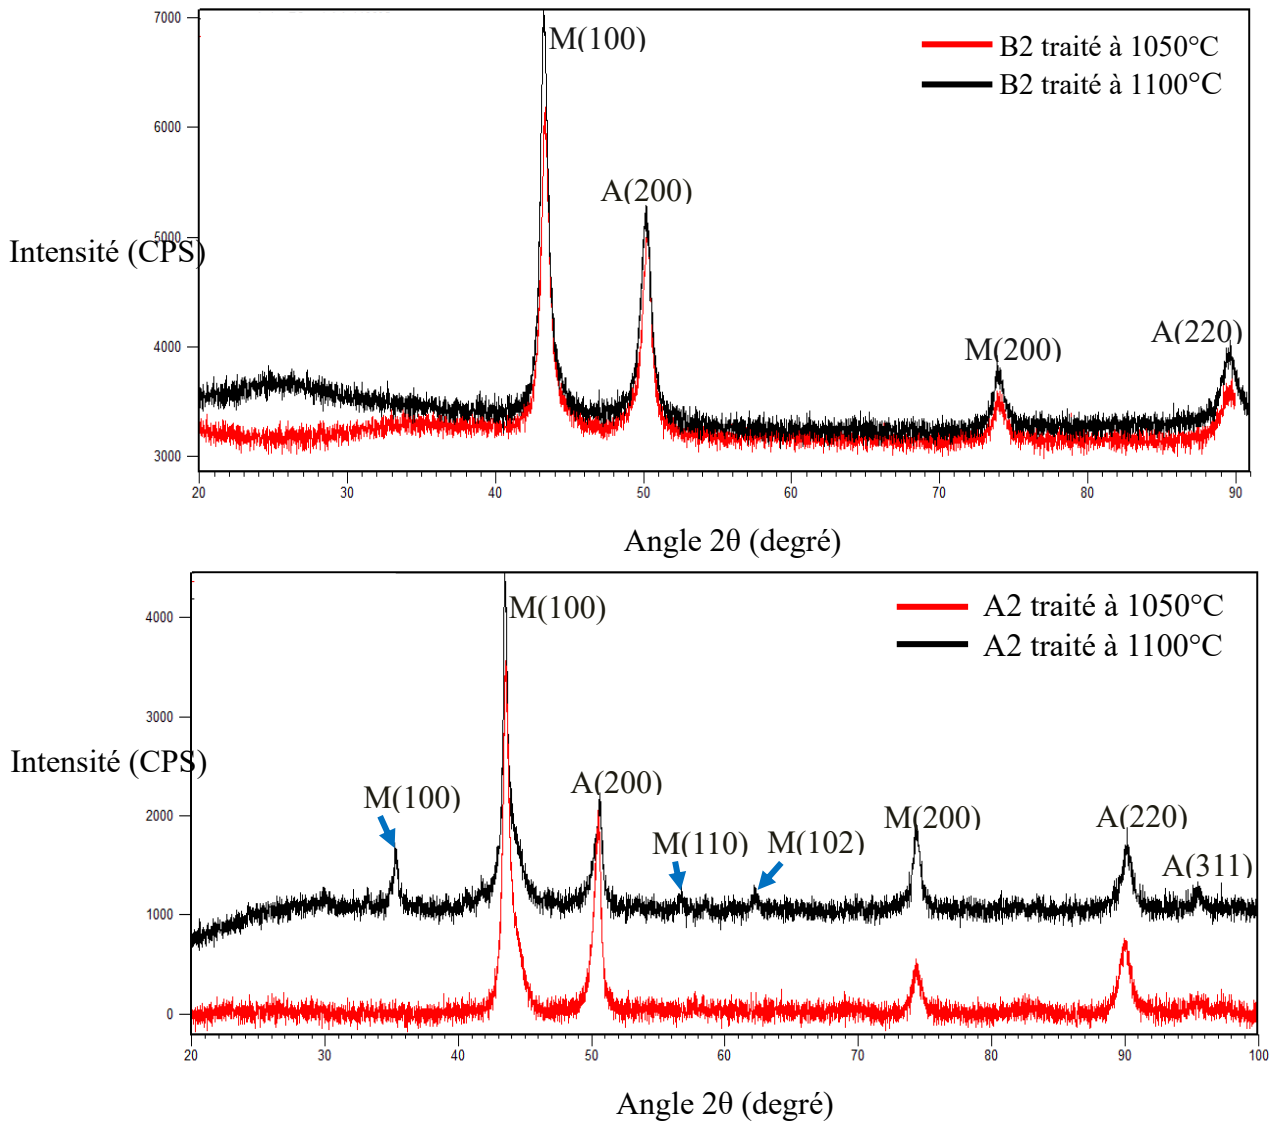 7000
M(100)
B2 traité à 1050°C
B2 traité à 1100°C
6000
A(200)
5000
Intensité (CPS)
4000
M(200)
A(220)
3000
20 30 40 50 60 70 80 90
Angle 2θ (degré)
4000
M(100)
A2 traité à 1050°C
A2 traité à 1100°C
3000
Intensité (CPS)
2000
M(100)
A(200)
M(110)
M(102)
M(200)
A(220)
A(311)
1000
0
20 30 40 50 60 70 80 90 100
Angle 2θ (degré)